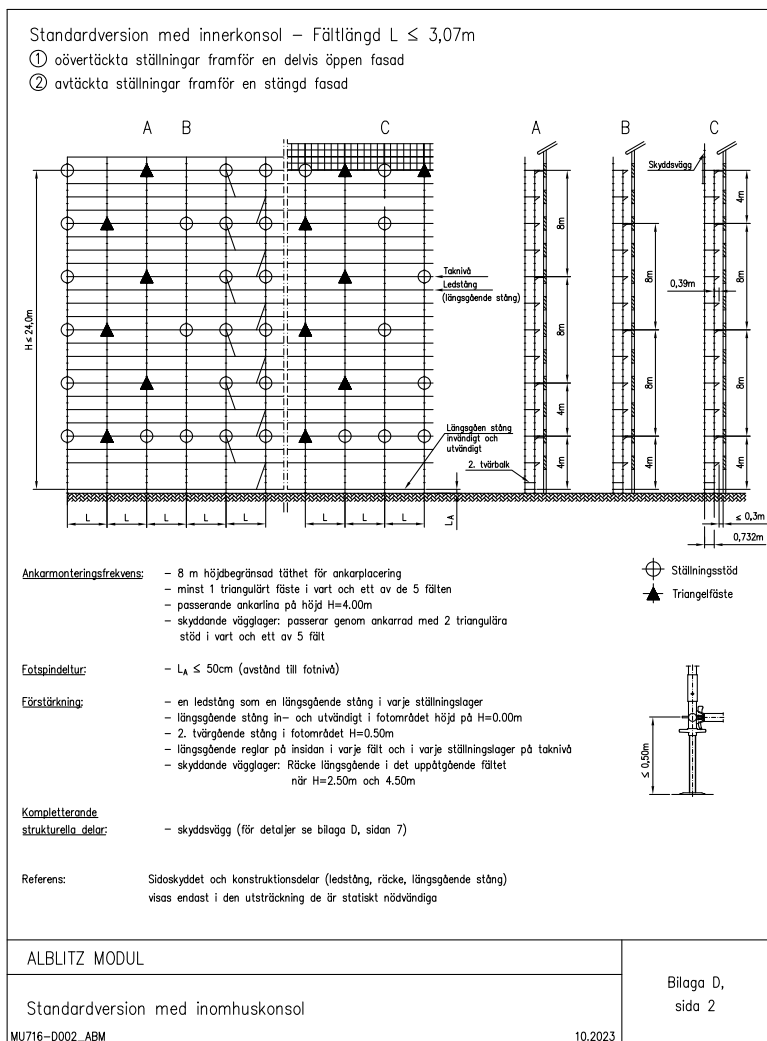 Standardversion med innerkonsol – Fältlängd L ≤ 3,07m
① oövertäckta ställningar framför en delvis öppen fasad
② avtäckta ställningar framför en stängd fasad
A B C A B C
Skyddsvägg
4m
8m
8m
8m
0,39m
Taknivå
Ledstång
(längsgående stång)
H ≤ 24,0m
8m
8m
8m
4m
Längsgåen stång
invändigt och
utvändigt
2. tvärbalk
4m
4m
4m
L L L L L L L L
LA
≤ 0,3m
0,732m
Ankarmonteringsfrekvens: – 8 m höjdbegränsad täthet för ankarplacering
– minst 1 triangulärt fäste i vart och ett av de 5 fälten
– passerande ankarlina på höjd H=4.00m
– skyddande vägglager: passerar genom ankarrad med 2 triangulära
stöd i vart och ett av 5 fält
Ställningsstöd
Triangelfäste
Fotspindeltur: – LA ≤ 50cm (avstånd till fotnivå)
Förstärkning: – en ledstång som en längsgående stång i varje ställningslager
– längsgående stång in– och utvändigt i fotområdet höjd på H=0.00m
– 2. tvärgående stång i fotområdet H=0.50m
– längsgående reglar på insidan i varje fält och i varje ställningslager på taknivå
– skyddande vägglager: Räcke längsgående i det uppåtgående fältet
när H=2.50m och 4.50m
≤ 0,50m
Kompletterande
strukturella delar: – skyddsvägg (för detaljer se bilaga D, sidan 7)
Referens: Sidoskyddet och konstruktionsdelar (ledstång, räcke, längsgående stång)
visas endast i den utsträckning de är statiskt nödvändiga
ALBLITZ MODUL
Standardversion med inomhuskonsol
Bilaga D,
sida 2
MU716–D002_ABM 10.2023